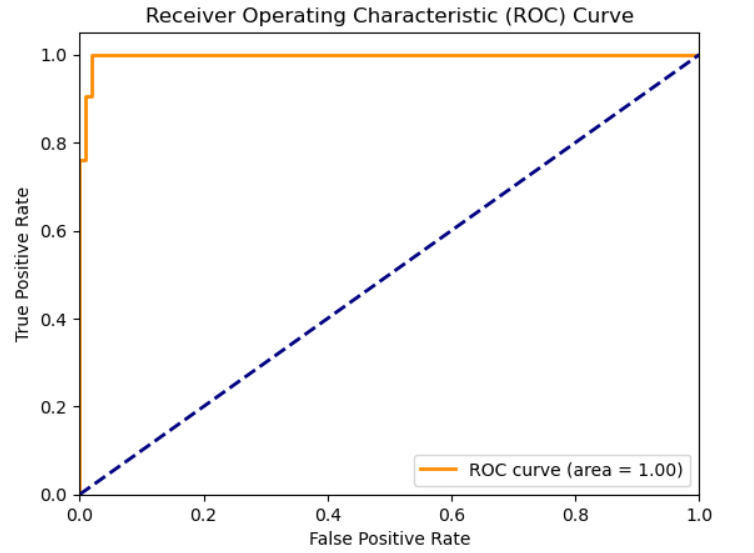 Receiver Operating Characteristic (ROC) Curve
1.0
0.8
0.6
0.4
0.2
0.0
True Positive Rate
ROC curve (area = 1.00)
0.0 0.2 0.4 0.6 0.8 1.0
False Positive Rate